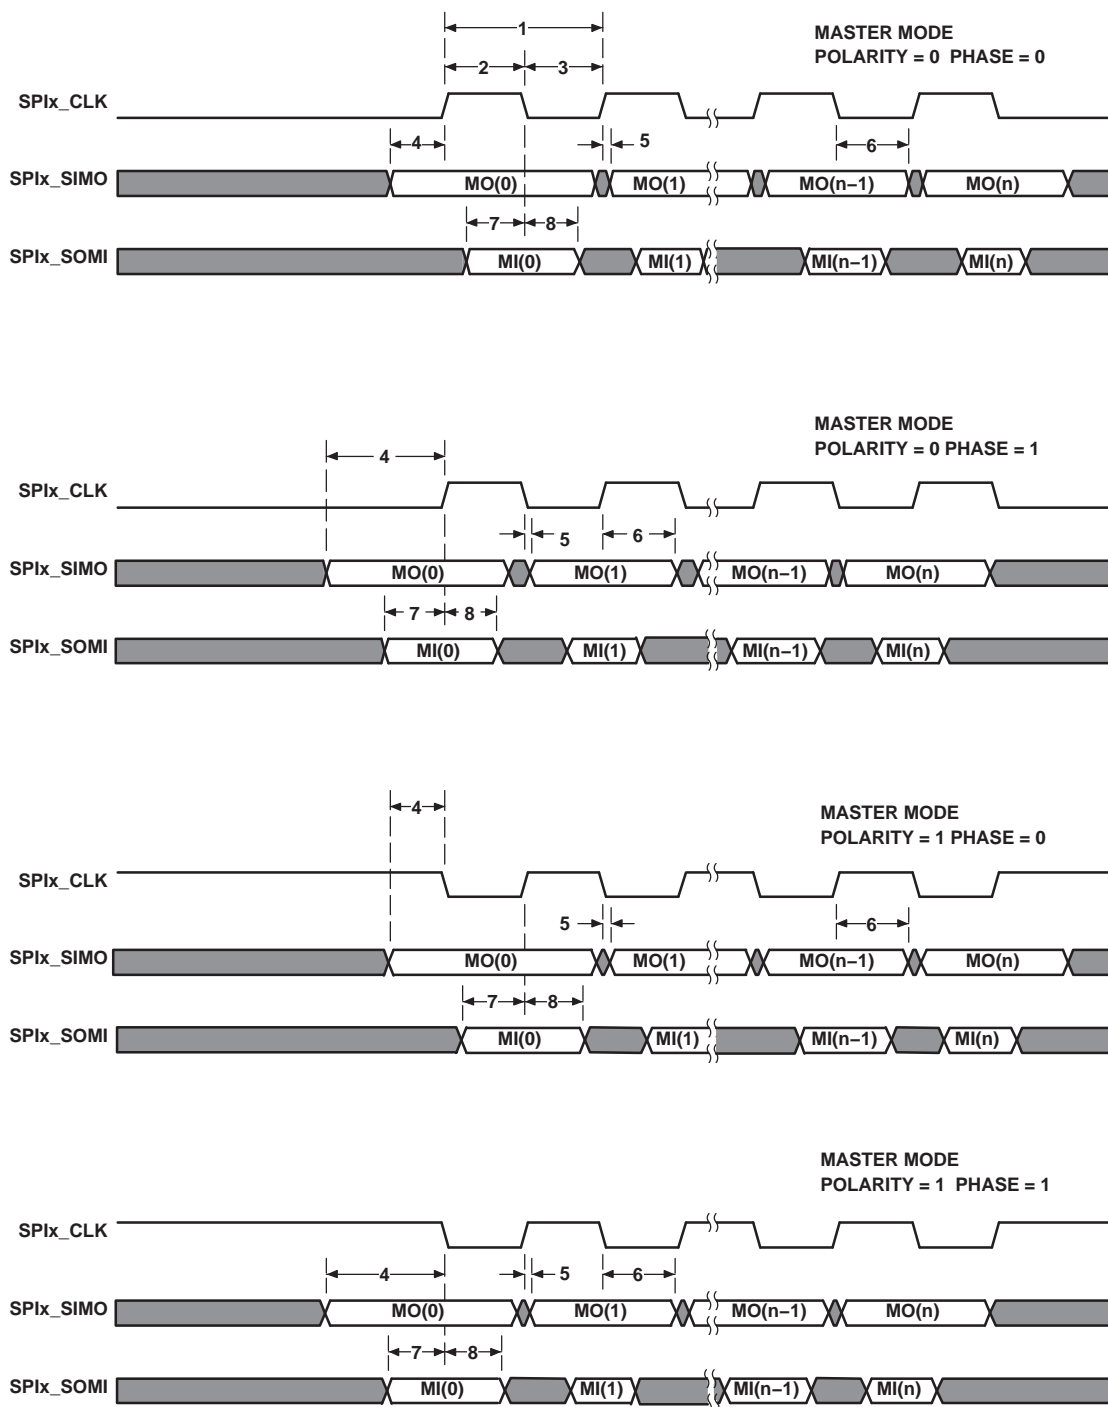 1
MASTER MODE
POLARITY = 0 PHASE = 0
2 3
SPIx_CLK
4 5 6
SPIx_SIMO MO(0) MO(1) MO(n−1) MO(n)
7 8
SPIx_SOMI MI(0) MI(1) MI(n−1) MI(n)
MASTER MODE
POLARITY = 0 PHASE = 1
4
SPIx_CLK
5 6
SPIx_SIMO MO(0) MO(1) MO(n−1) MO(n)
7 8
SPIx_SOMI MI(0) MI(1) MI(n−1) MI(n)
4
MASTER MODE
POLARITY = 1 PHASE = 0
SPIx_CLK
5 6
SPIx_SIMO MO(0) MO(1) MO(n−1) MO(n)
7 8
SPIx_SOMI MI(0) MI(1) MI(n−1) MI(n)
MASTER MODE
POLARITY = 1 PHASE = 1
SPIx_CLK
4 5 6
SPIx_SIMO MO(0) MO(1) MO(n−1) MO(n)
7 8
SPIx_SOMI MI(0) MI(1) MI(n−1) MI(n)